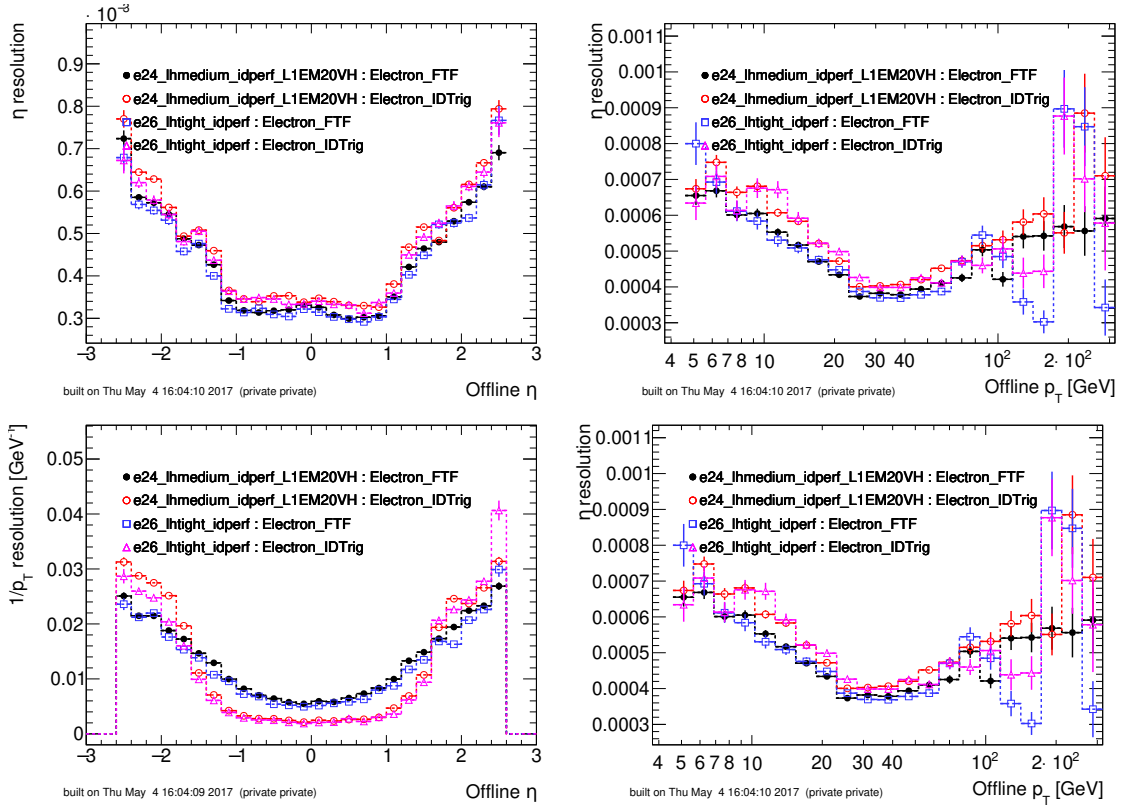 ×10⁻³
η resolution
0.9
0.8
0.7
0.6
0.5
0.4
0.3
e24_lhmedium_idperf_L1EM20VH : Electron_FTF
e24_lhmedium_idperf_L1EM20VH : Electron_IDTrig
e26_lhtight_idperf : Electron_FTF
e26_lhtight_idperf : Electron_IDTrig
−3 −2 −1 0 1 2 3
Offline η
built on Thu May 4 16:04:10 2017 (private private)
η resolution
0.0011
0.001
0.0009
0.0008
0.0007
0.0006
0.0005
0.0004
0.0003
e24_lhmedium_idperf_L1EM20VH : Electron_FTF
e24_lhmedium_idperf_L1EM20VH : Electron_IDTrig
e26_lhtight_idperf : Electron_FTF
e26_lhtight_idperf : Electron_IDTrig
4 5 6 7 8 10 20 30 40 10² 2· 10²
Offline p_T [GeV]
built on Thu May 4 16:04:10 2017 (private private)
1/p_T resolution [GeV⁻¹]
0.05
0.04
0.03
0.02
0.01
0
e24_lhmedium_idperf_L1EM20VH : Electron_FTF
e24_lhmedium_idperf_L1EM20VH : Electron_IDTrig
e26_lhtight_idperf : Electron_FTF
e26_lhtight_idperf : Electron_IDTrig
−3 −2 −1 0 1 2 3
Offline η
built on Thu May 4 16:04:09 2017 (private private)
η resolution
0.0011
0.001
0.0009
0.0008
0.0007
0.0006
0.0005
0.0004
0.0003
e24_lhmedium_idperf_L1EM20VH : Electron_FTF
e24_lhmedium_idperf_L1EM20VH : Electron_IDTrig
e26_lhtight_idperf : Electron_FTF
e26_lhtight_idperf : Electron_IDTrig
4 5 6 7 8 10 20 30 40 10² 2· 10²
Offline p_T [GeV]
built on Thu May 4 16:04:10 2017 (private private)